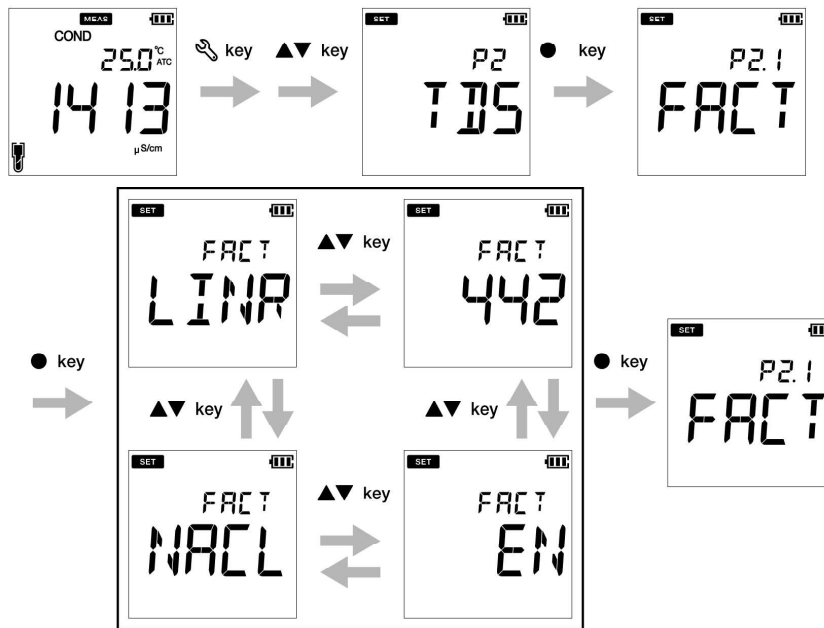 MEAS
COND
25.0 °C
ATC
1413
µS/cm
key
▲▼ key
SET
P2
TDS
● key
SET
P2.1
FACT
● key
SET
FACT
LINR
▲▼ key
SET
FACT
442
▲▼ key
▲▼ key
SET
FACT
NACL
▲▼ key
SET
FACT
EN
● key
SET
P2.1
FACT